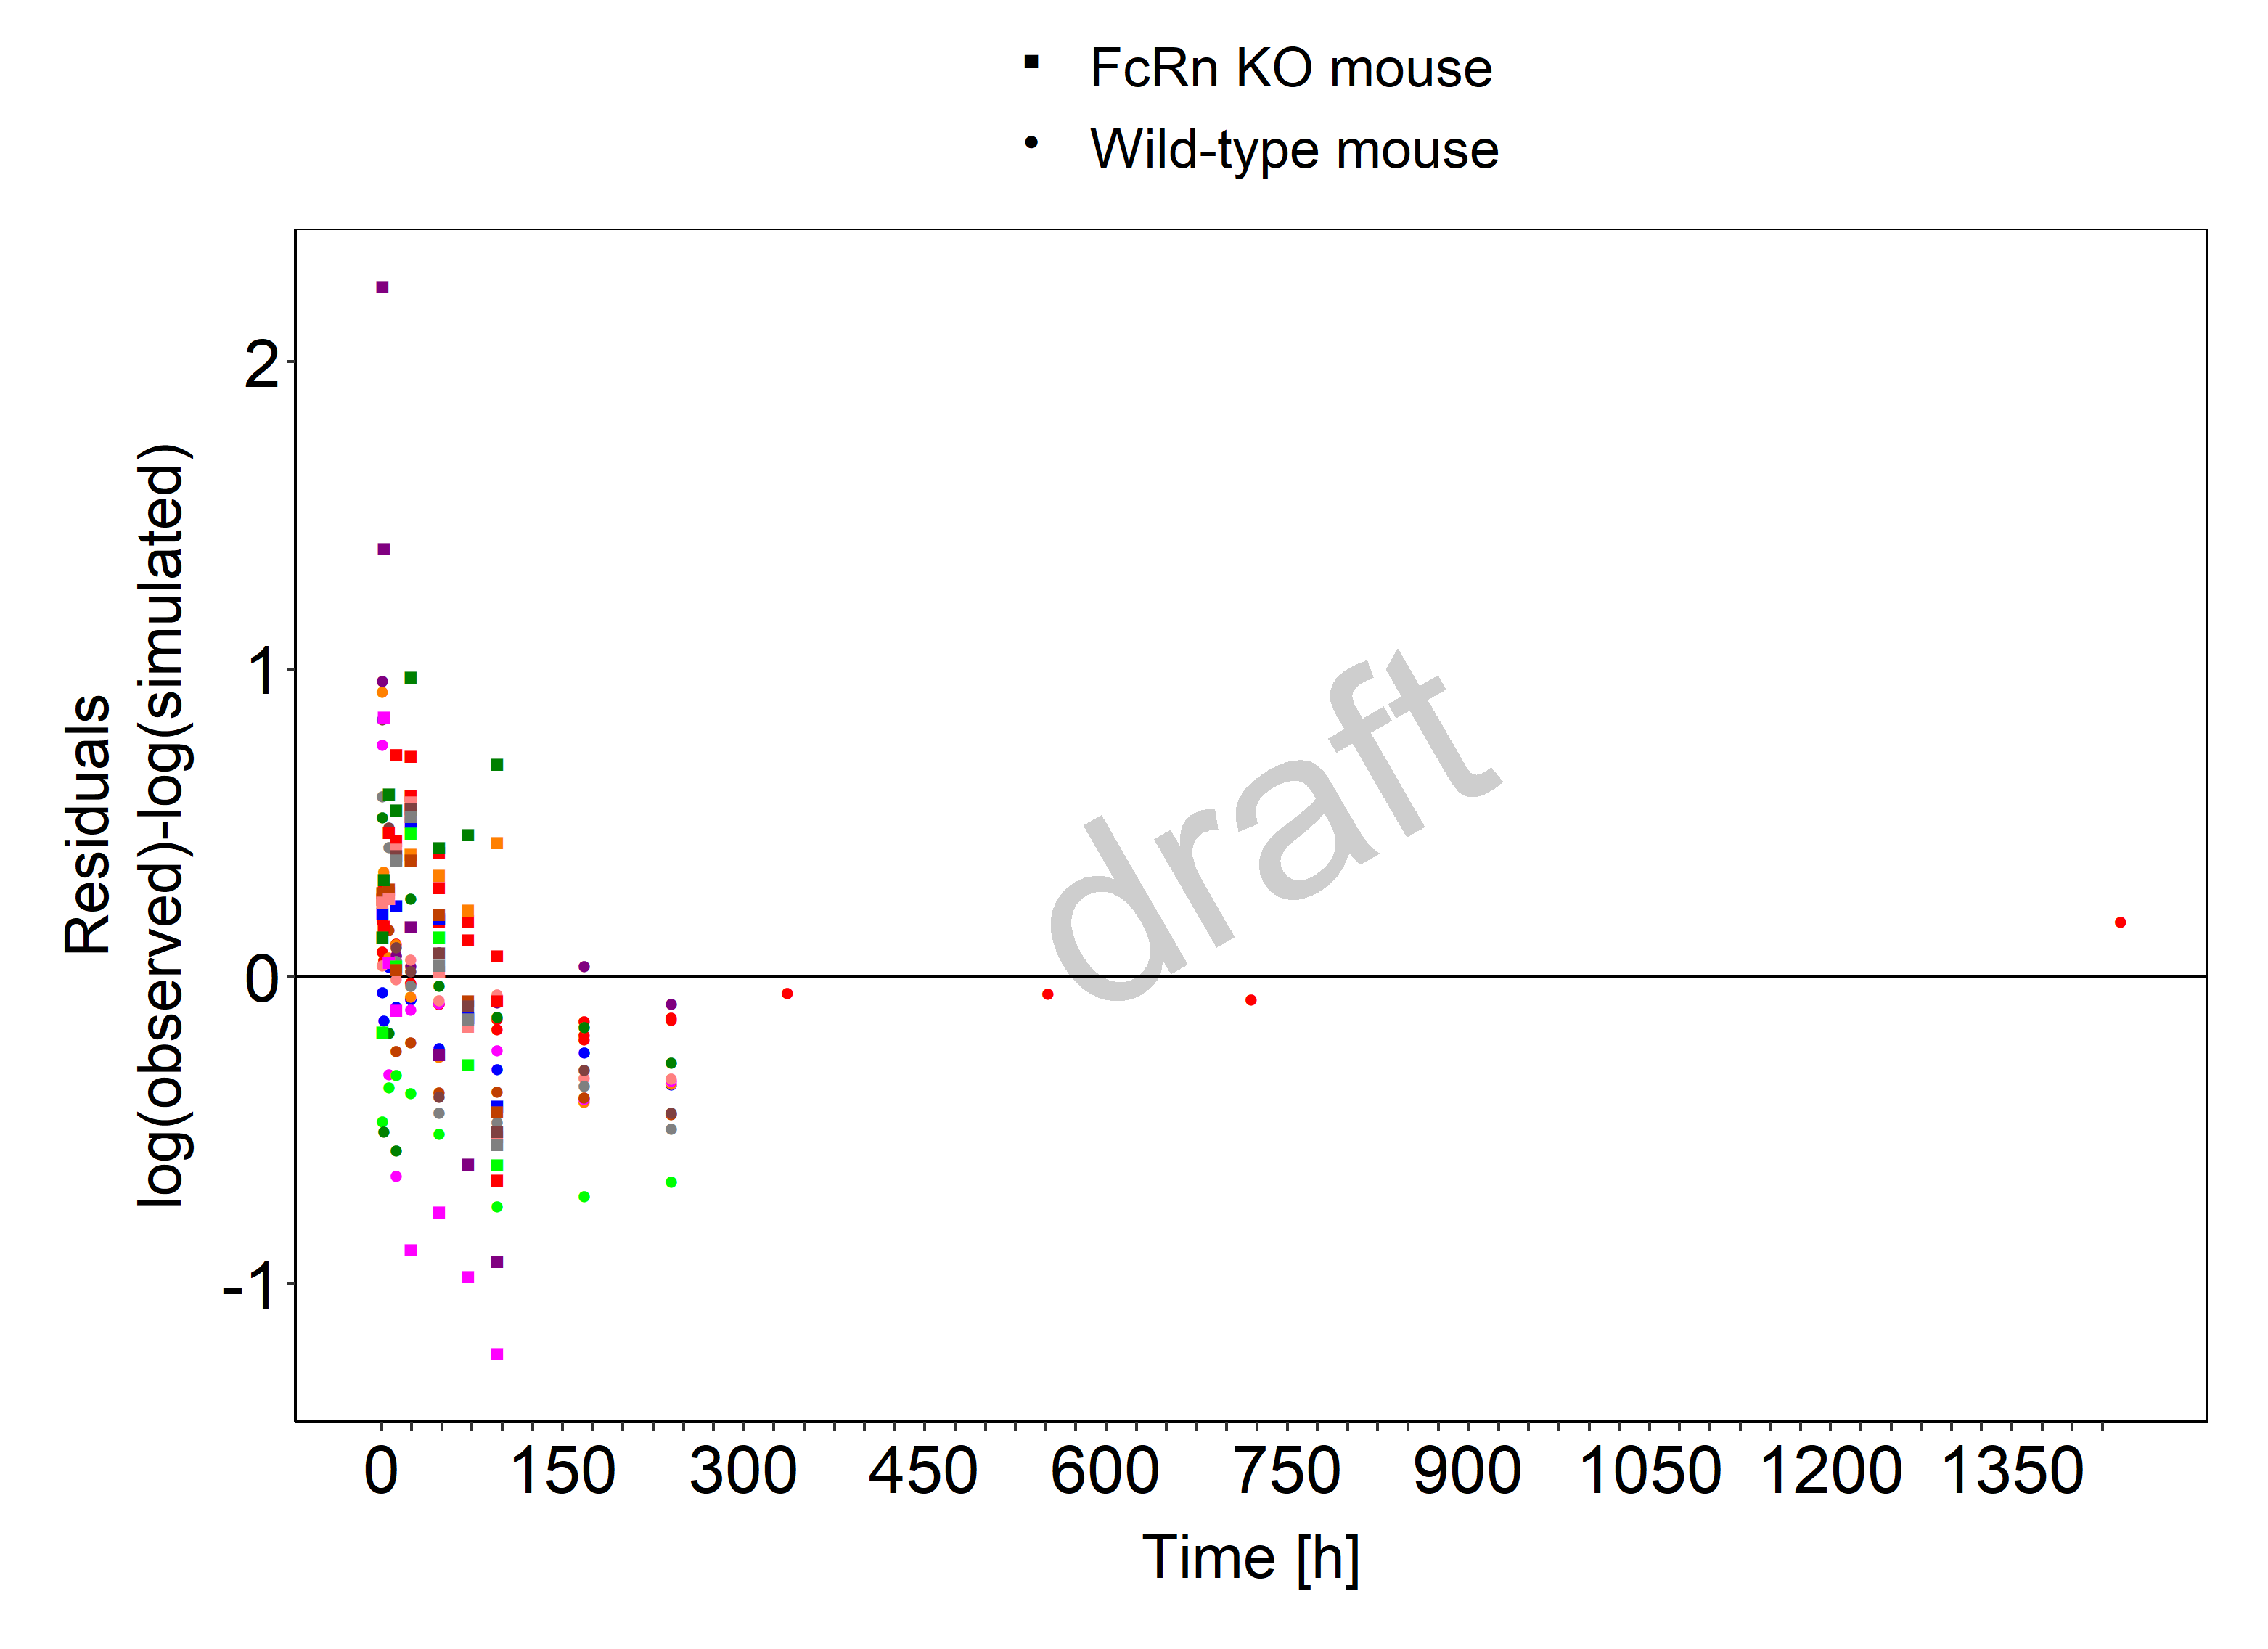 FcRn KO mouse
Wild-type mouse
Residuals
log(observed)-log(simulated)
2
1
0
-1
draft
0 150 300 450 600 750 900 1050 1200 1350
Time [h]